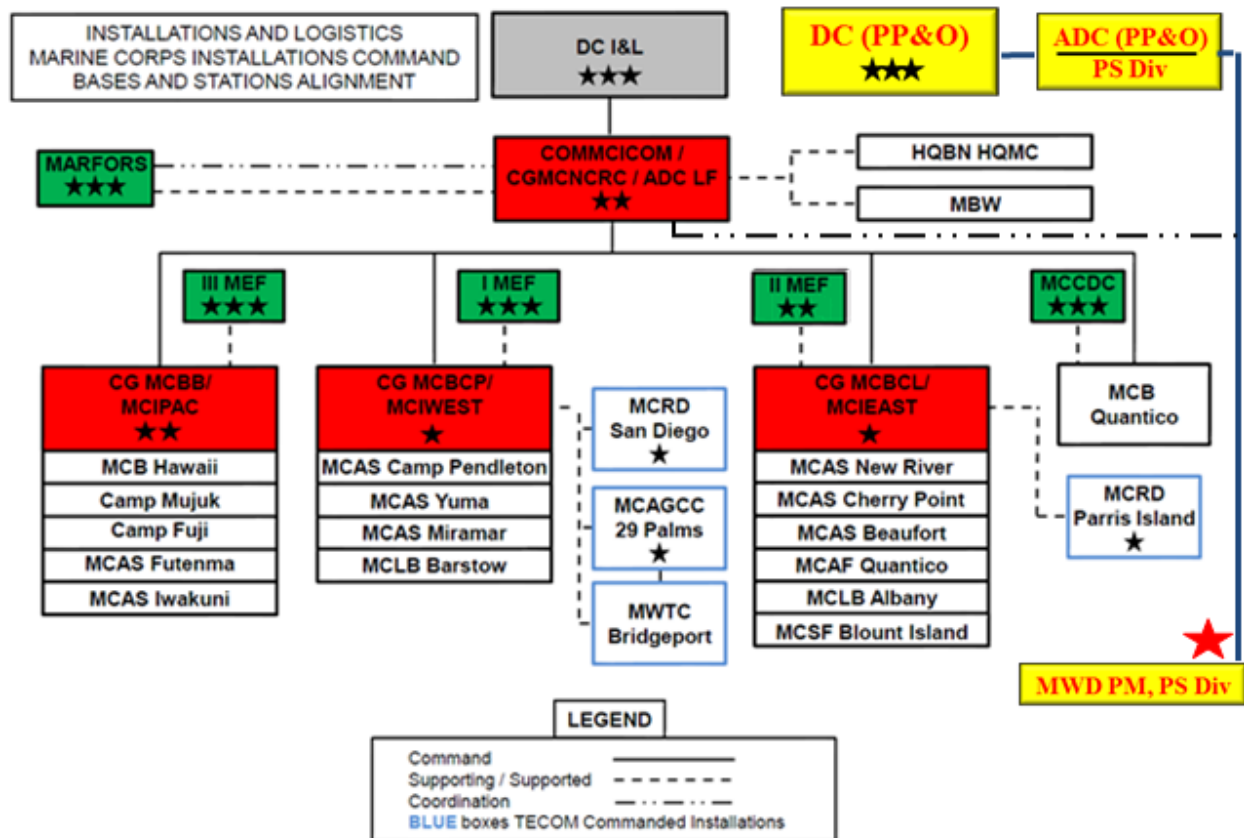 INSTALLATIONS AND LOGISTICS
MARINE CORPS INSTALLATIONS COMMAND
BASES AND STATIONS ALIGNMENT
DC I&L
DC (PP&O)
ADC (PP&O)
PS Div
MARFORS
COMMCICOM /
CGMCNCRC / ADC LF
HQBN HQMC
MBW
III MEF
I MEF
II MEF
MCCDC
CG MCBB/
MCIPAC
MCB Hawaii
Camp Mujuk
Camp Fuji
MCAS Futenma
MCAS Iwakuni
CG MCBCP/
MCIWEST
MCAS Camp Pendleton
MCAS Yuma
MCAS Miramar
MCLB Barstow
MCRD
San Diego
MCAGCC
29 Palms
MWTC
Bridgeport
CG MCBCL/
MCIEAST
MCAS New River
MCAS Cherry Point
MCAS Beaufort
MCAF Quantico
MCLB Albany
MCSF Blount Island
MCB
Quantico
MCRD
Parris Island
MWD PM, PS Div
LEGEND
Command
Supporting / Supported
Coordination
BLUE boxes TECOM Commanded Installations